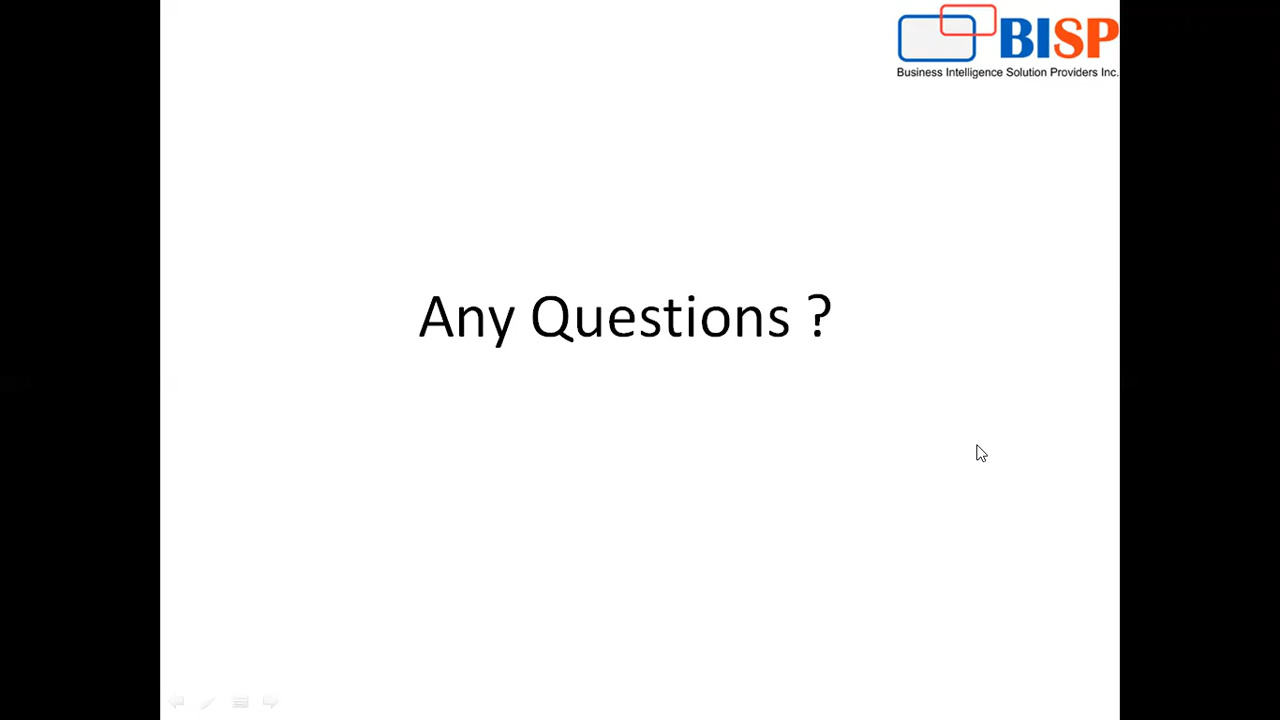 BISP
Business Intelligence Solution Providers Inc.
Any Questions ?